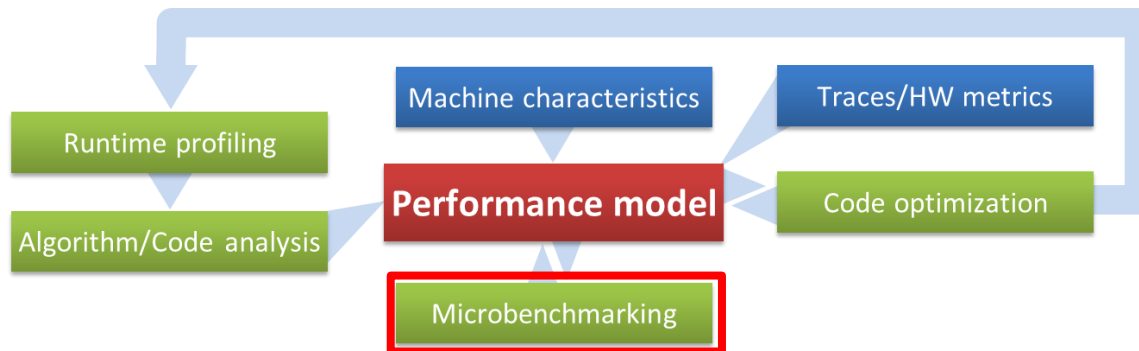 Machine characteristics
Traces/HW metrics
Runtime profiling
Performance model
Code optimization
Algorithm/Code analysis
Microbenchmarking